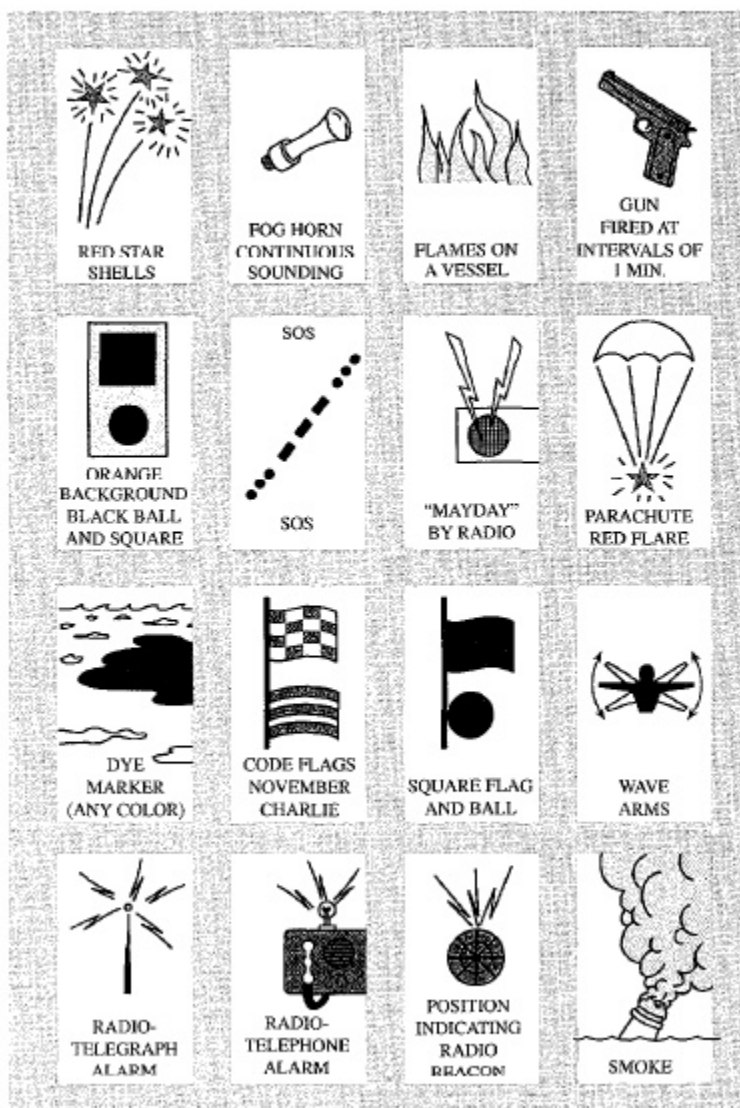 RED STAR
SHELLS
FOG HORN
CONTINUOUS
SOUNDING
FLAMES ON
A VESSEL
GUN
FIRED AT
INTERVALS OF
1 MIN.
ORANGE
BACKGROUND
BLACK BALL
AND SQUARE
SOS
SOS
"MAYDAY"
BY RADIO
PARACHUTE
RED FLARE
DYE
MARKER
(ANY COLOR)
CODE FLAGS
NOVEMBER
CHARLIE
SQUARE FLAG
AND BALL
WAVE
ARMS
RADIO-
TELEGRAPH
ALARM
RADIO-
TELEPHONE
ALARM
POSITION
INDICATING
RADIO
BEACON
SMOKE